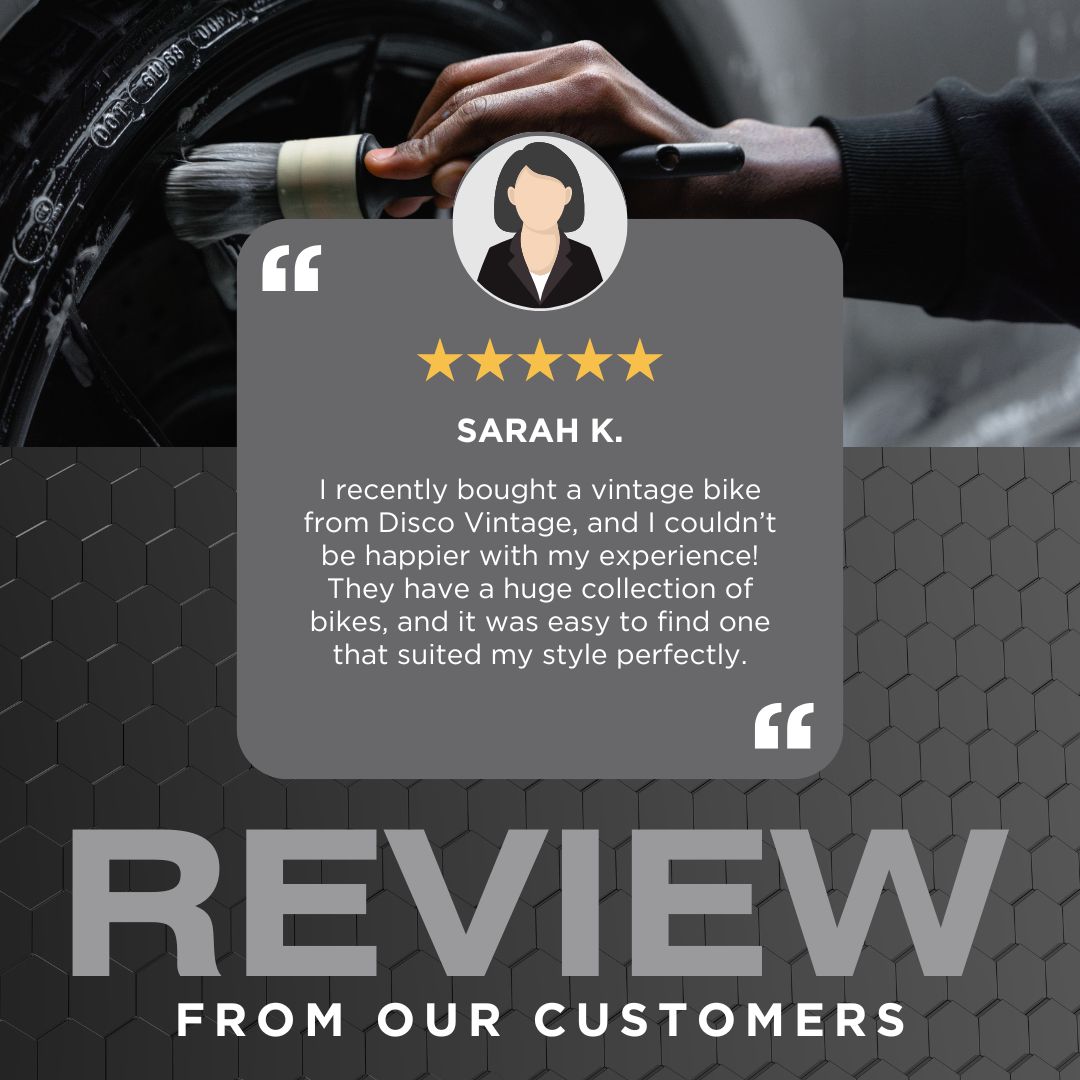 “
SARAH K.
I recently bought a vintage bike
from Disco Vintage, and I couldn’t
be happier with my experience!
They have a huge collection of
bikes, and it was easy to find one
that suited my style perfectly.
“
REVIEW
FROM OUR CUSTOMERS